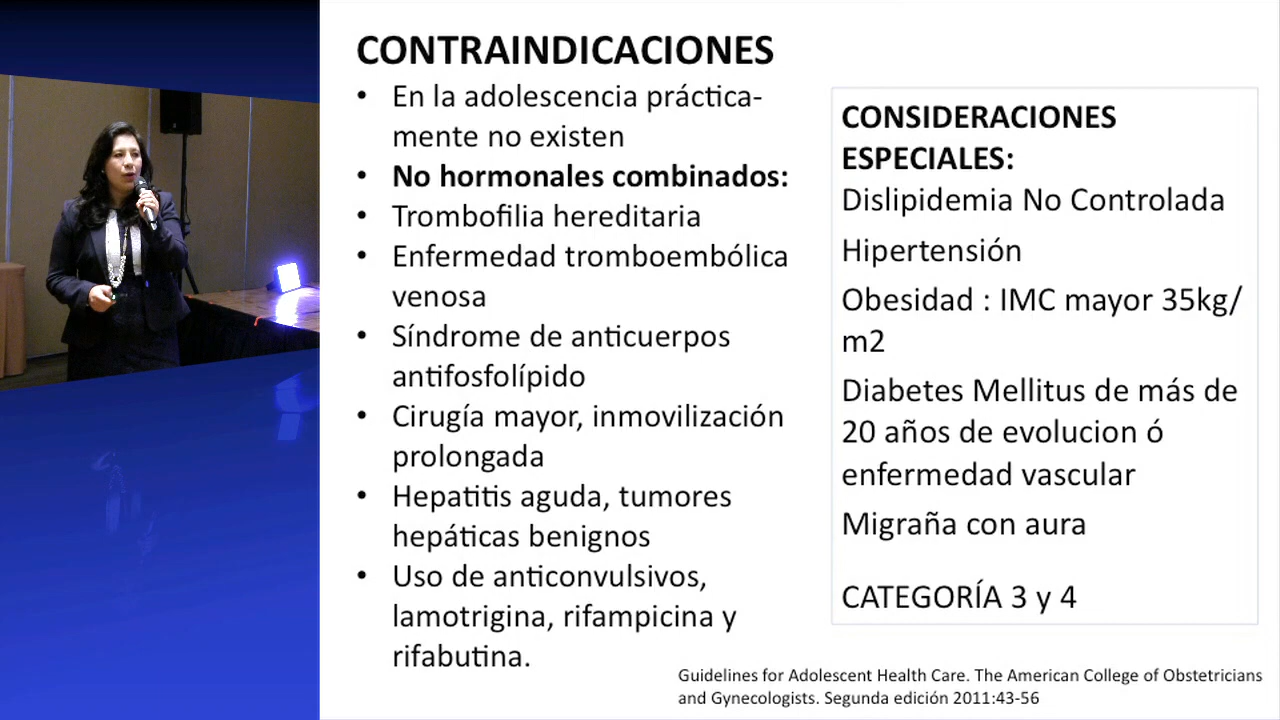 CONTRAINDICACIONES
• En la adolescencia práctica-
mente no existen
• No hormonales combinados:
• Trombofilia hereditaria
• Enfermedad tromboembólica
venosa
• Síndrome de anticuerpos
antifosfolípido
• Cirugía mayor, inmovilización
prolongada
• Hepatitis aguda, tumores
hepáticas benignos
• Uso de anticonvulsivos,
lamotrigina, rifampicina y
rifabutina.
CONSIDERACIONES
ESPECIALES:
Dislipidemia No Controlada
Hipertensión
Obesidad : IMC mayor 35kg/
m2
Diabetes Mellitus de más de
20 años de evolucion ó
enfermedad vascular
Migraña con aura
CATEGORÍA 3 y 4
Guidelines for Adolescent Health Care. The American College of Obstetricians
and Gynecologists. Segunda edición 2011:43-56